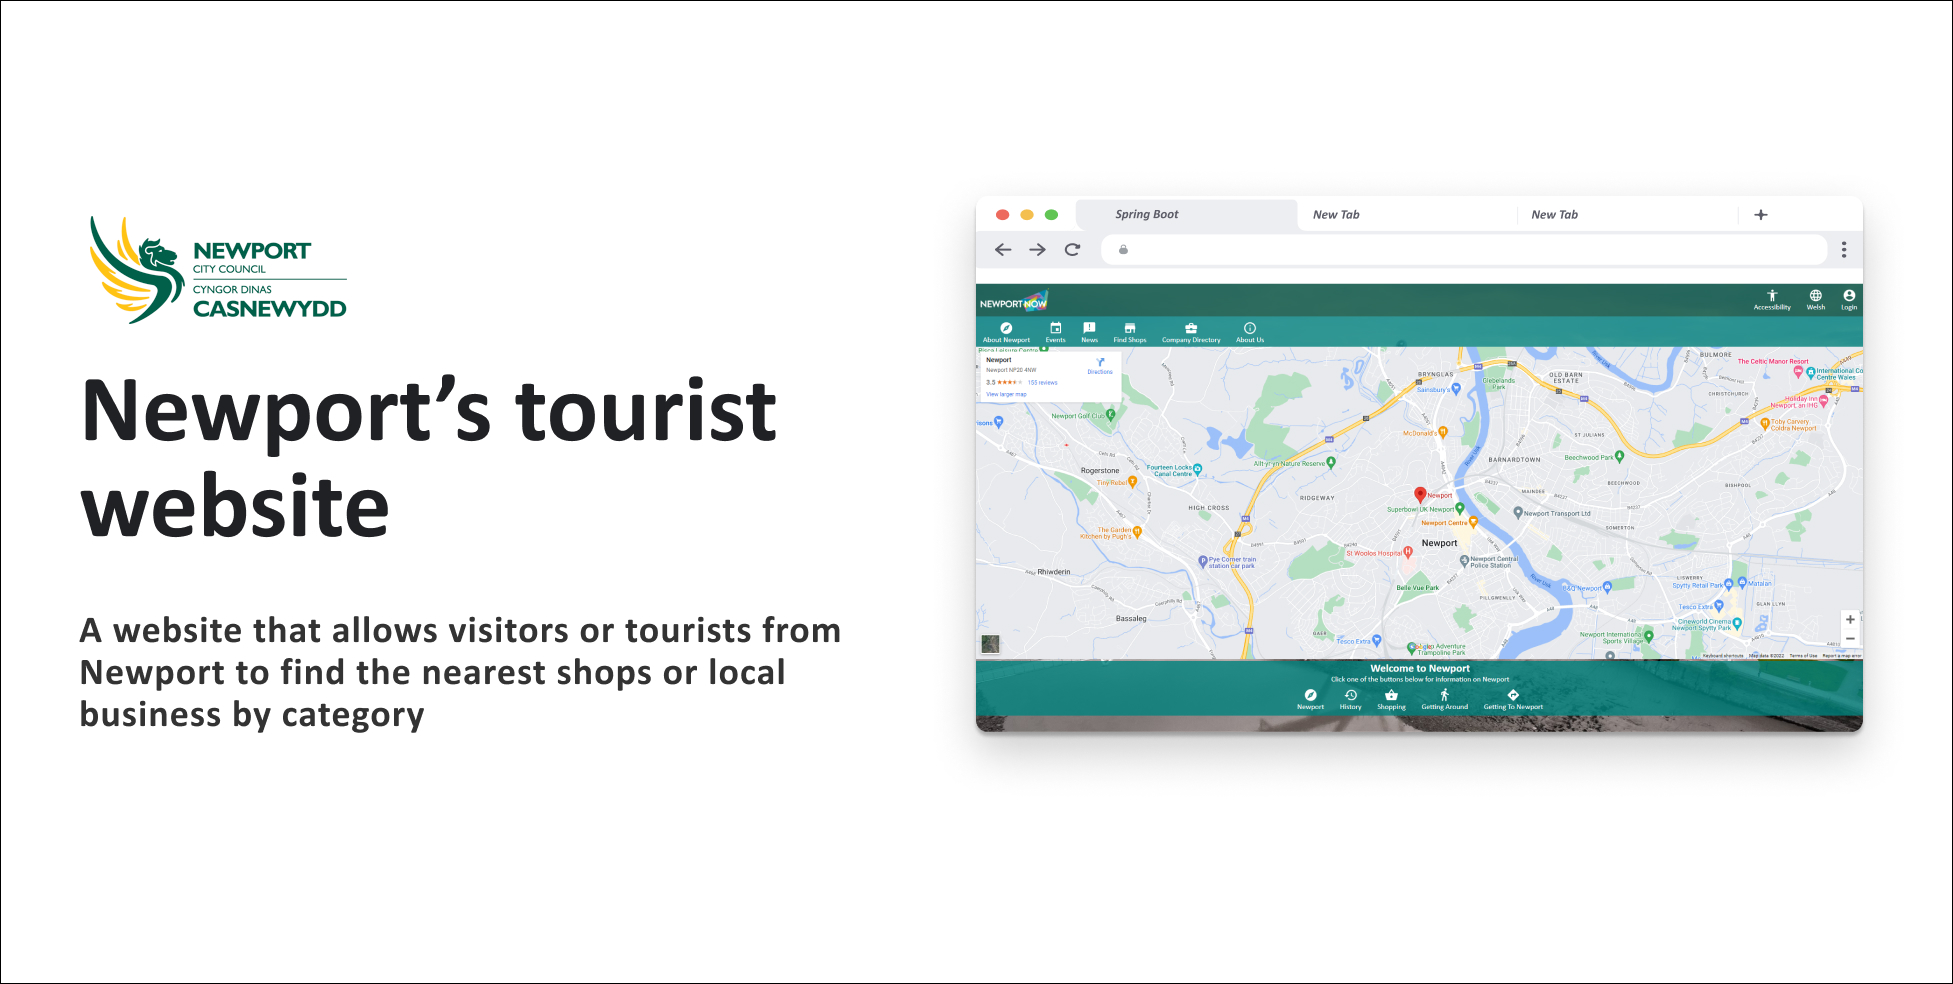 NEWPORT
CITY COUNCIL
CYNGOR DINAS
CASNEWYDD
Newport's tourist
website
A website that allows visitors or tourists from
Newport to find the nearest shops or local
business by category
Spring Boot
New Tab
New Tab
NEWPORT NOW
Accessibility
Welsh
Login
About Newport
Events
News
Find Shops
Company Directory
About Us
Newport
Newport NP20 4NW
3.5
155 reviews
View larger map
Directions
BULMORE
The Celtic Manor Resort
International Co
Centre Wales
BRYNGLAS
Sainsbury's
Glebelands
Park
OLD BARN
ESTATE
CHRISTCHURCH
Holiday Inn
Newport, an IHG
Newport Golf Club
Toby Carvery
Coldra Newport
McDonald's
ST JULIANS
Rogerstone
Fourteen Locks
Canal Centre
Allt-yr-yn Nature Reserve
BARNARDTOWN
Beechwood Park
Tiny Rebel
BEECHWOOD
BISHPOOL
RIDGEWAY
Newport
MAINDEE
HIGH CROSS
Superbowl UK Newport
Newport Transport Ltd
The Garden
Kitchen by Pugh's
Newport Centre
SOMERTON
Newport
St Woolos Hospital
Pye Corner train
station car park
Newport Central
Police Station
Rhiwderin
LISWERRY
Belle Vue Park
B&Q Newport
Spytty Retail Park
Matalan
PILLGWENLLY
Tesco Extra
GLAN LLYN
Bassaleg
Cineworld Cinema
Newport Spytty Park
GAER
Tesco Extra
Newport International
Sports Village
Adventure
Trampoline Park
River Usk
Keyboard shortcuts
Map data ©2022
Terms of Use
Report a map error
Welcome to Newport
Click one of the buttons below for information on Newport
Newport
History
Shopping
Getting Around
Getting To Newport